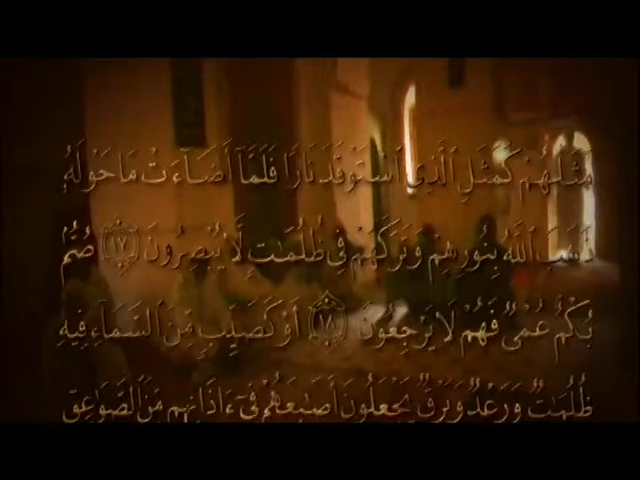 مَثَلُهُمْ كَمَثَلِ ٱلَّذِى ٱسْتَوْقَدَ نَارًا فَلَمَّآ أَضَآءَتْ مَا حَوْلَهُۥ
ذَهَبَ ٱللَّهُ بِنُورِهِمْ وَتَرَكَهُمْ فِى ظُلُمَٰتٍ لَّا يُبْصِرُونَ ١٧ صُمٌّۢ
بُكْمٌ عُمْىٌ فَهُمْ لَا يَرْجِعُونَ ١٨ أَوْ كَصَيِّبٍ مِّنَ ٱلسَّمَآءِ فِيهِ
ظُلُمَٰتٌ وَرَعْدٌ وَبَرْقٌ يَجْعَلُونَ أَصَٰبِعَهُمْ فِىٓ ءَاذَانِهِم مِّنَ ٱلصَّوَٰعِقِ